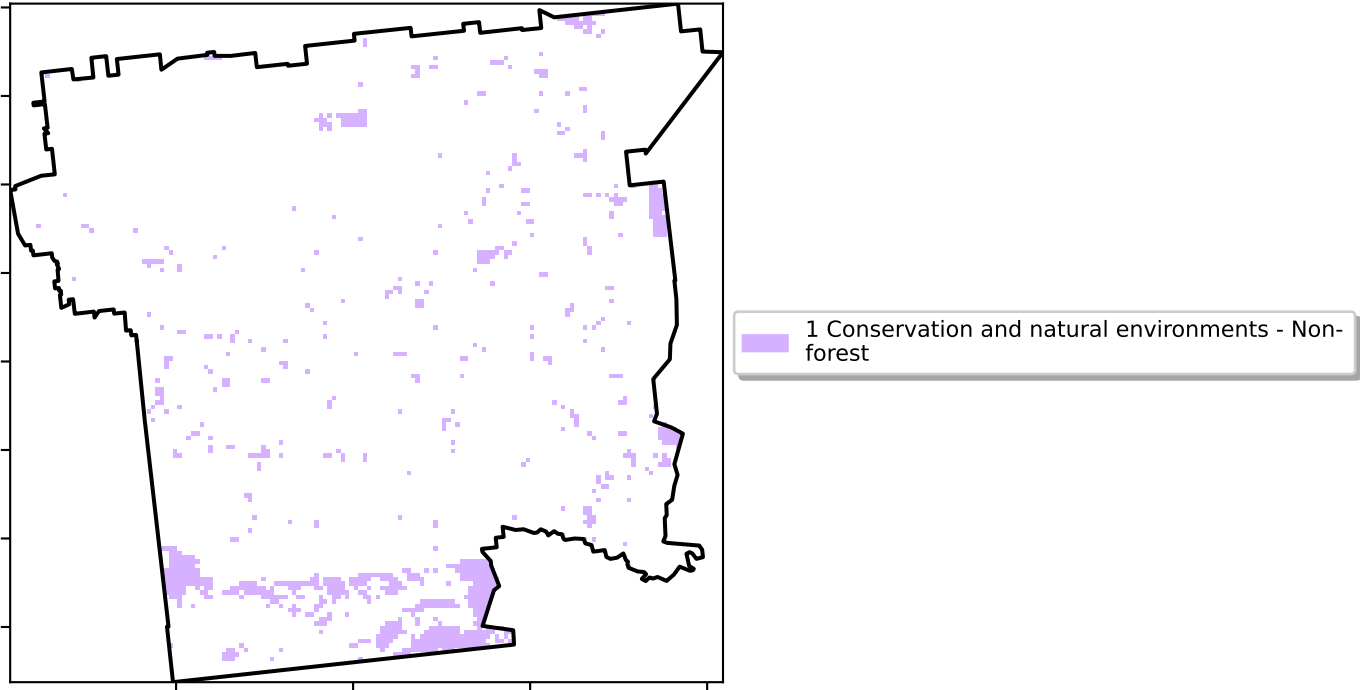 1 Conservation and natural environments - Non-
forest